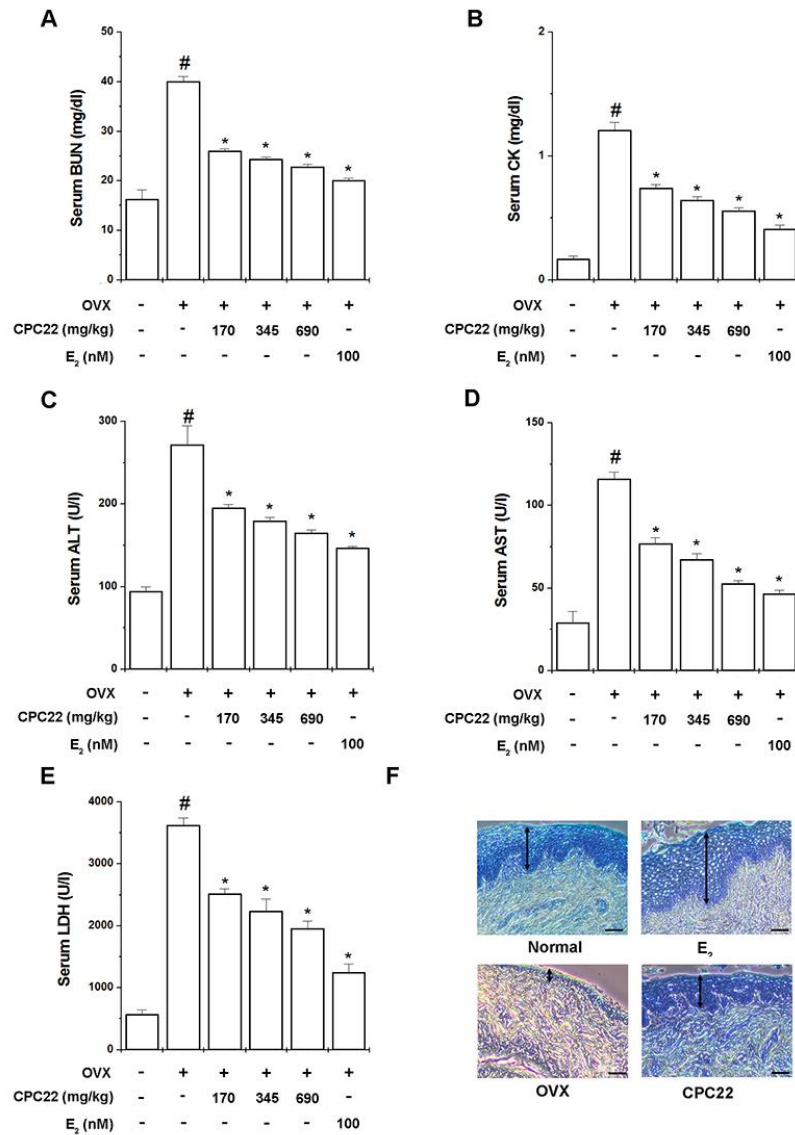 A
Serum BUN (mg/dl)
50
40
30
20
10
0
#
* * * *
OVX - + + + + +
CPC22 (mg/kg) - - 170 345 690 -
E₂ (nM) - - - - - 100
B
Serum CK (mg/dl)
2
1
0
#
* * * *
OVX - + + + + +
CPC22 (mg/kg) - - 170 345 690 -
E₂ (nM) - - - - - 100
C
Serum ALT (U/l)
300
200
100
0
#
* * * *
OVX - + + + + +
CPC22 (mg/kg) - - 170 345 690 -
E₂ (nM) - - - - - 100
D
Serum AST (U/l)
150
100
50
0
#
* * * *
OVX - + + + + +
CPC22 (mg/kg) - - 170 345 690 -
E₂ (nM) - - - - - 100
E
Serum LDH (U/l)
4000
3000
2000
1000
0
#
* * * *
OVX - + + + + +
CPC22 (mg/kg) - - 170 345 690 -
E₂ (nM) - - - - - 100
F
Normal E₂
OVX CPC22